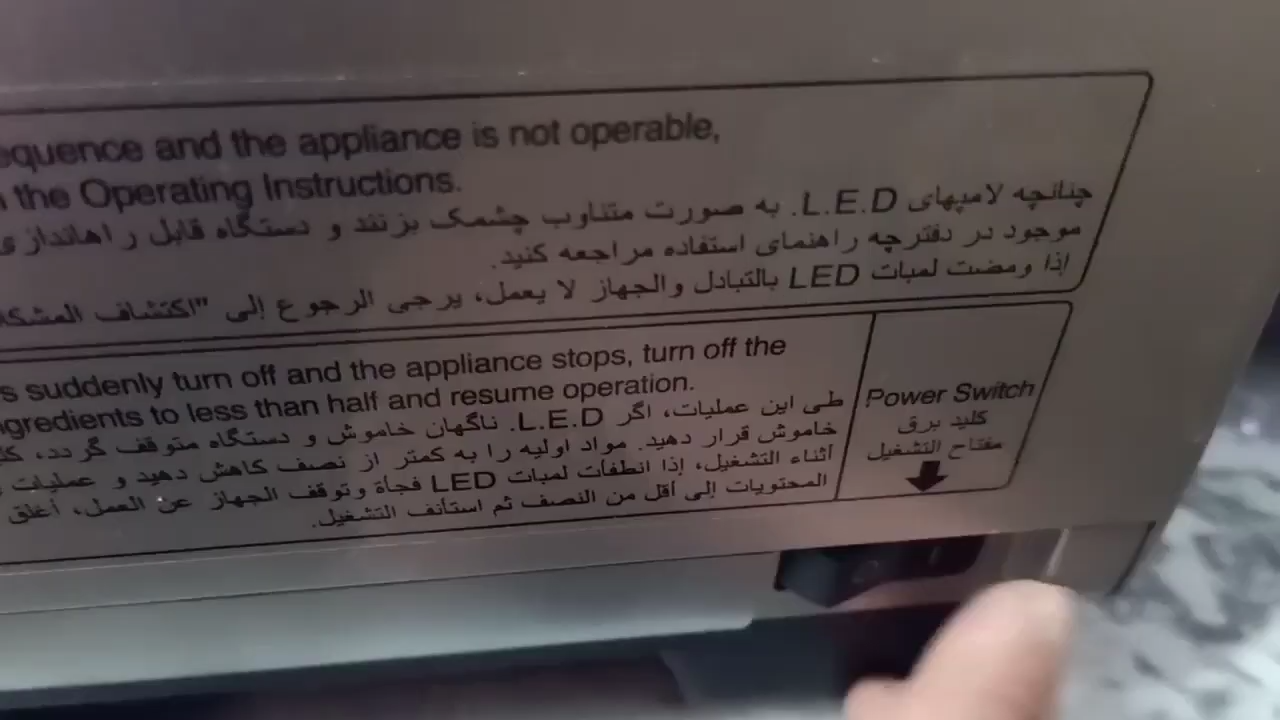 equence and the appliance is not operable,
the Operating Instructions.
چنانچه لامپهای L.E.D. به صورت متناوب چشمک بزنند و دستگاه قابل راهاندازی
موجود در دفترچه راهنمای استفاده مراجعه کنید.
إذا ومضت لمبات LED بالتبادل والجهاز لا يعمل، يرجى الرجوع إلى "اكتشاف
suddenly turn off and the appliance stops, turn off the
ngredients to less than half and resume operation.
طی این عملیات، اگر L.E.D. ناگهان خاموش و دستگاه متوقف گردد،
خاموش قرار دهید. مواد اولیه را به کمتر از نصف کاهش دهید و عملیات
أثناء التشغيل، إذا انطفأت لمبات LED فجأة وتوقف الجهاز عن العمل، أغلق
المحتويات إلى أقل من النصف ثم استأنف التشغيل.
Power Switch
کلید برق
مفتاح التشغيل